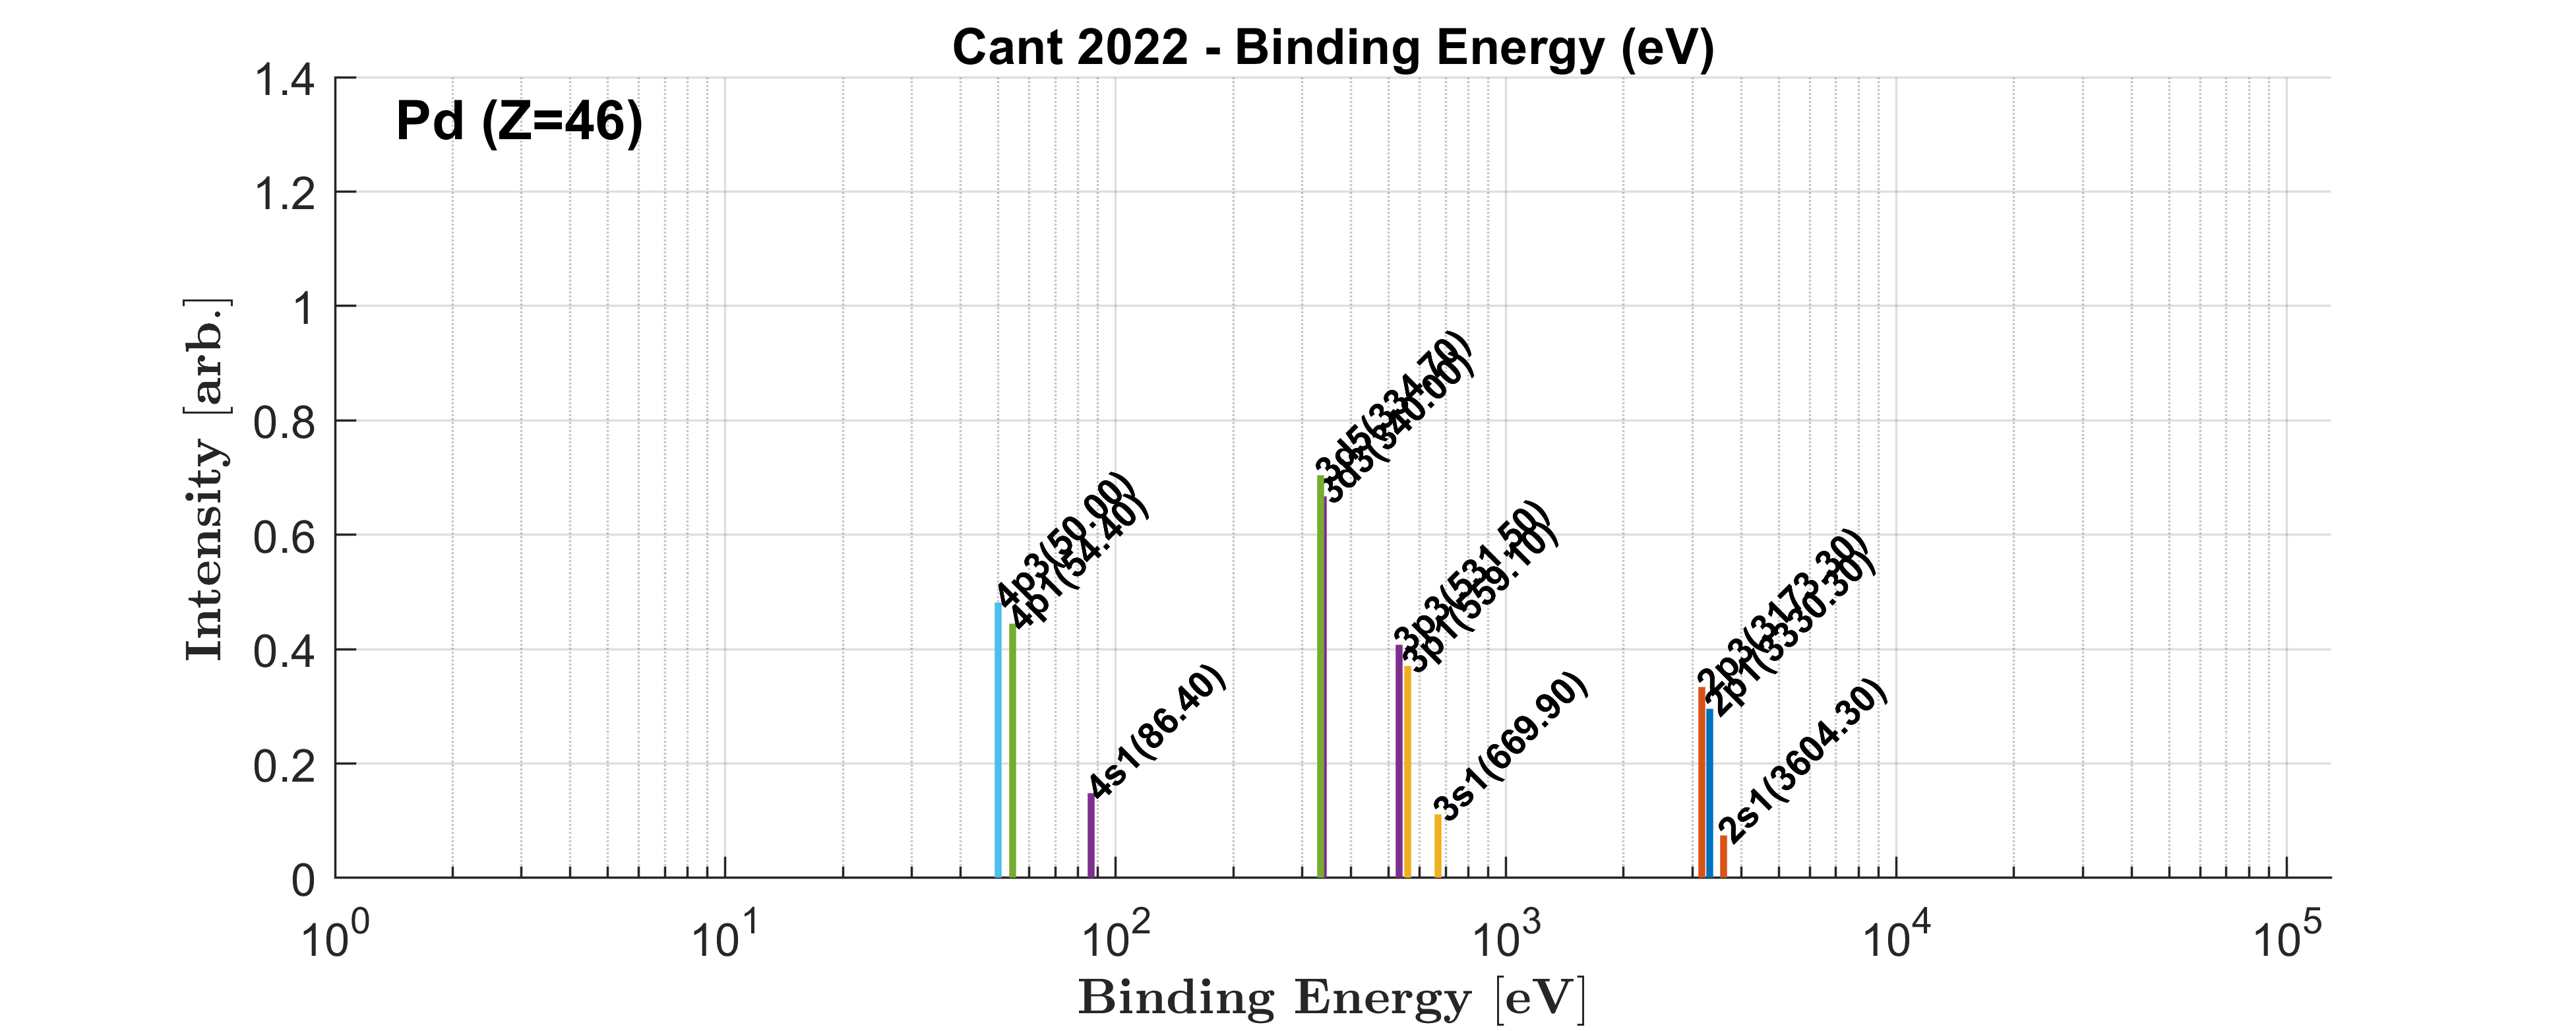 Cant 2022 - Binding Energy (eV)
Pd (Z=46)
Intensity [arb.]
1.4
1.2
1
0.8
0.6
0.4
0.2
0
4p3(50.00)
4p1(54.40)
4s1(86.40)
3d5(334.70)
3d3(340.00)
3p3(531.50)
3p1(559.10)
3s1(669.90)
2p3(3173.30)
2p1(3330.30)
2s1(3604.30)
10^0 10^1 10^2 10^3 10^4 10^5
Binding Energy [eV]